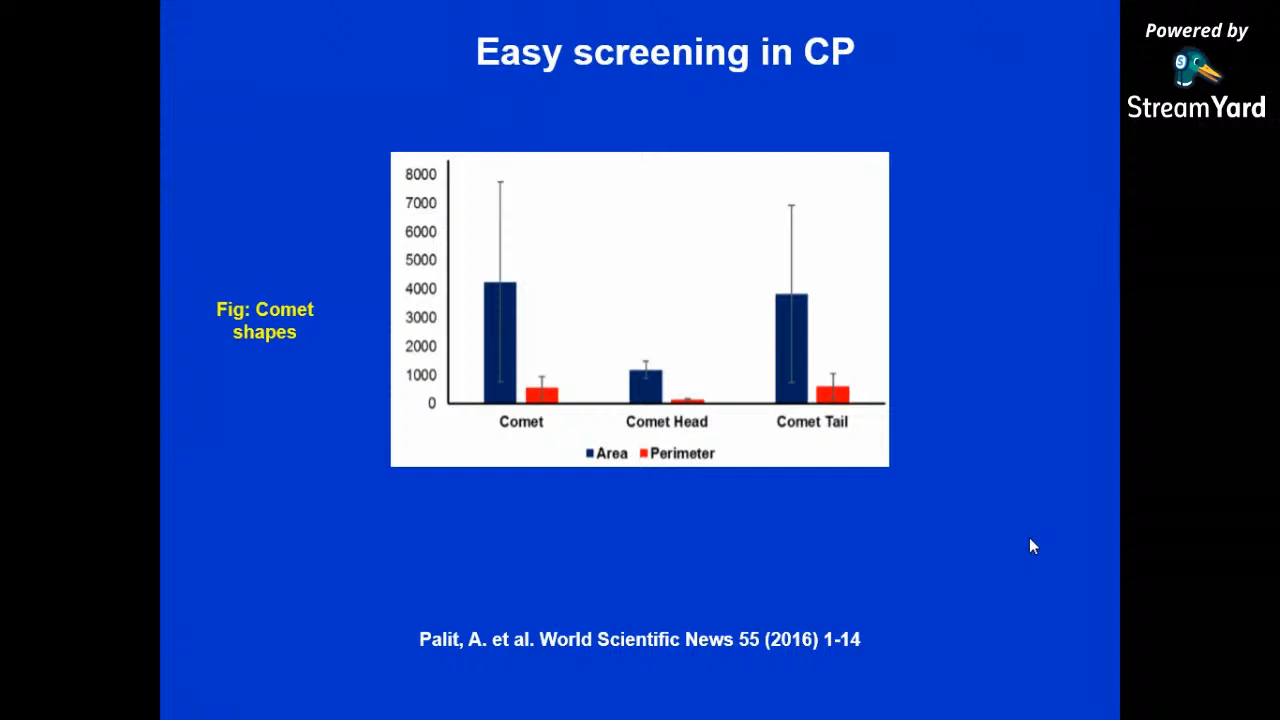 Easy screening in CP
Powered by
StreamYard
8000
7000
6000
5000
4000
3000
2000
1000
0
Comet
Comet Head
Comet Tail
Area Perimeter
Fig: Comet
shapes
Palit, A. et al. World Scientific News 55 (2016) 1-14